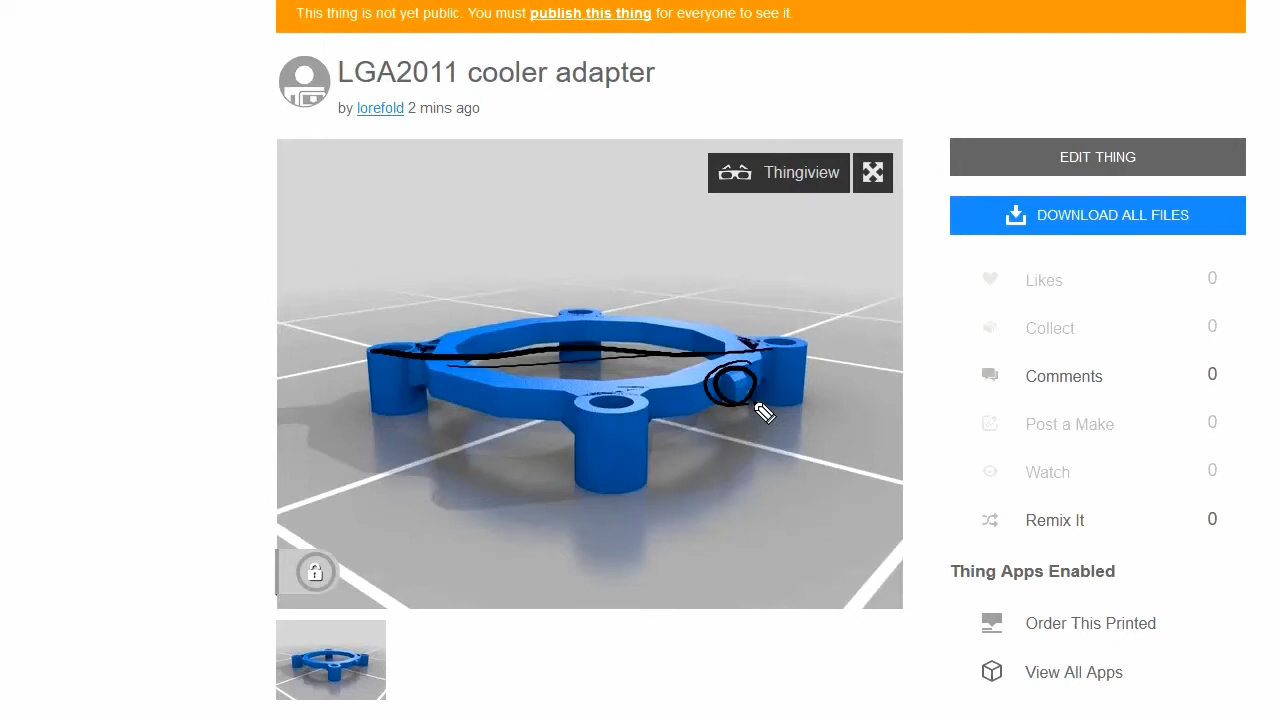 This thing is not yet public. You must publish this thing for everyone to see it.
LGA2011 cooler adapter
by lorefold 2 mins ago
Thingiview
EDIT THING
DOWNLOAD ALL FILES
Likes 0
Collect 0
Comments 0
Post a Make 0
Watch 0
Remix It 0
Thing Apps Enabled
Order This Printed
View All Apps